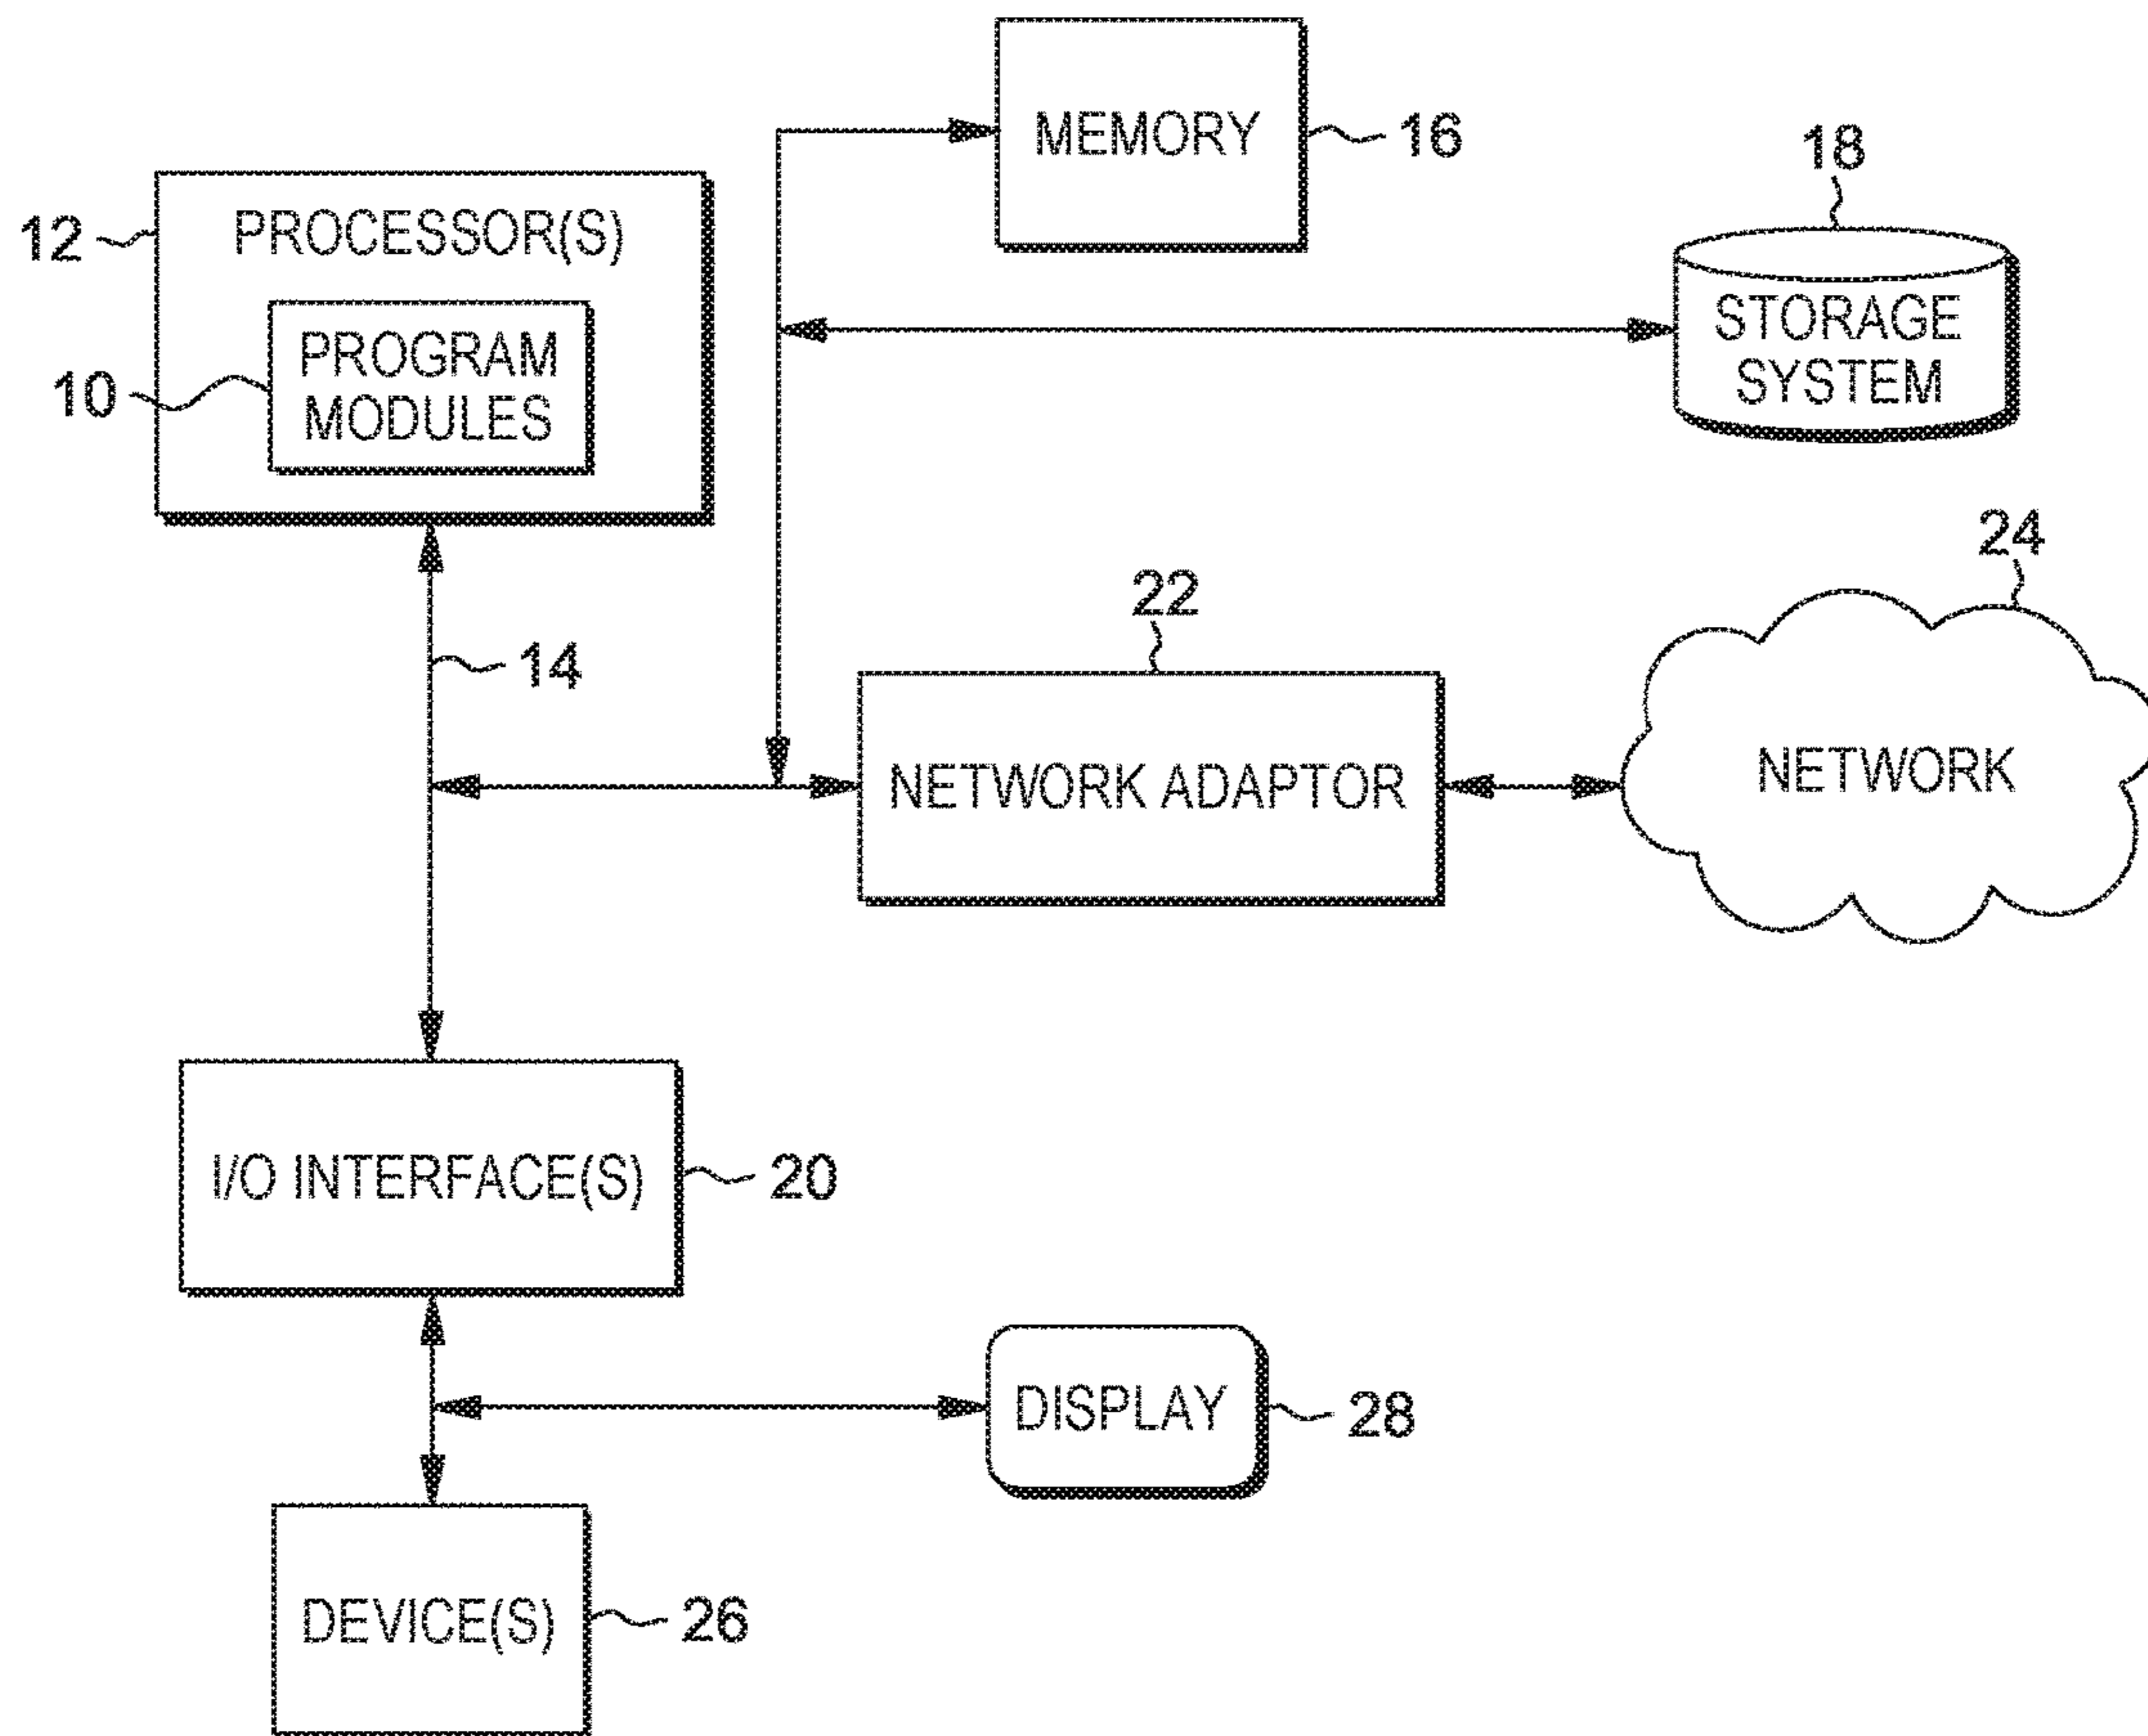 MEMORY
16
18
12
PROCESSOR(S)
STORAGE
SYSTEM
10
PROGRAM
MODULES
24
22
14
NETWORK ADAPTOR
NETWORK
I/O INTERFACE(S)
20
DISPLAY
28
DEVICE(S)
26